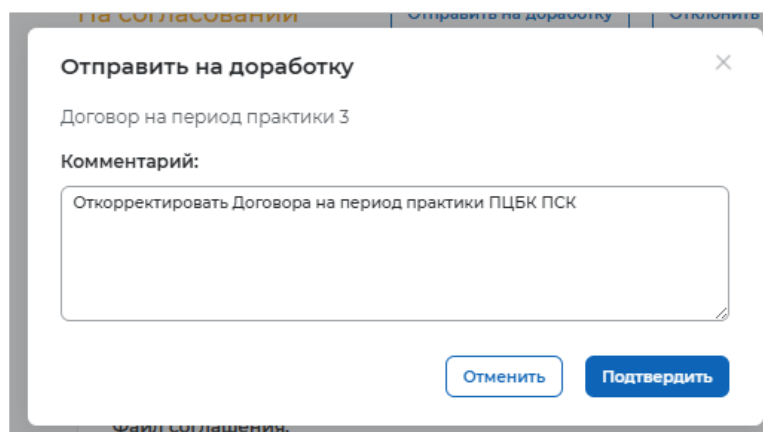 На согласовании Отправить на доработку Отклонить
Отправить на доработку
Договор на период практики 3
Комментарий:
Откорректировать Договора на период практики ПЦБК ПСК
Отменить Подтвердить
Файл соглашения.